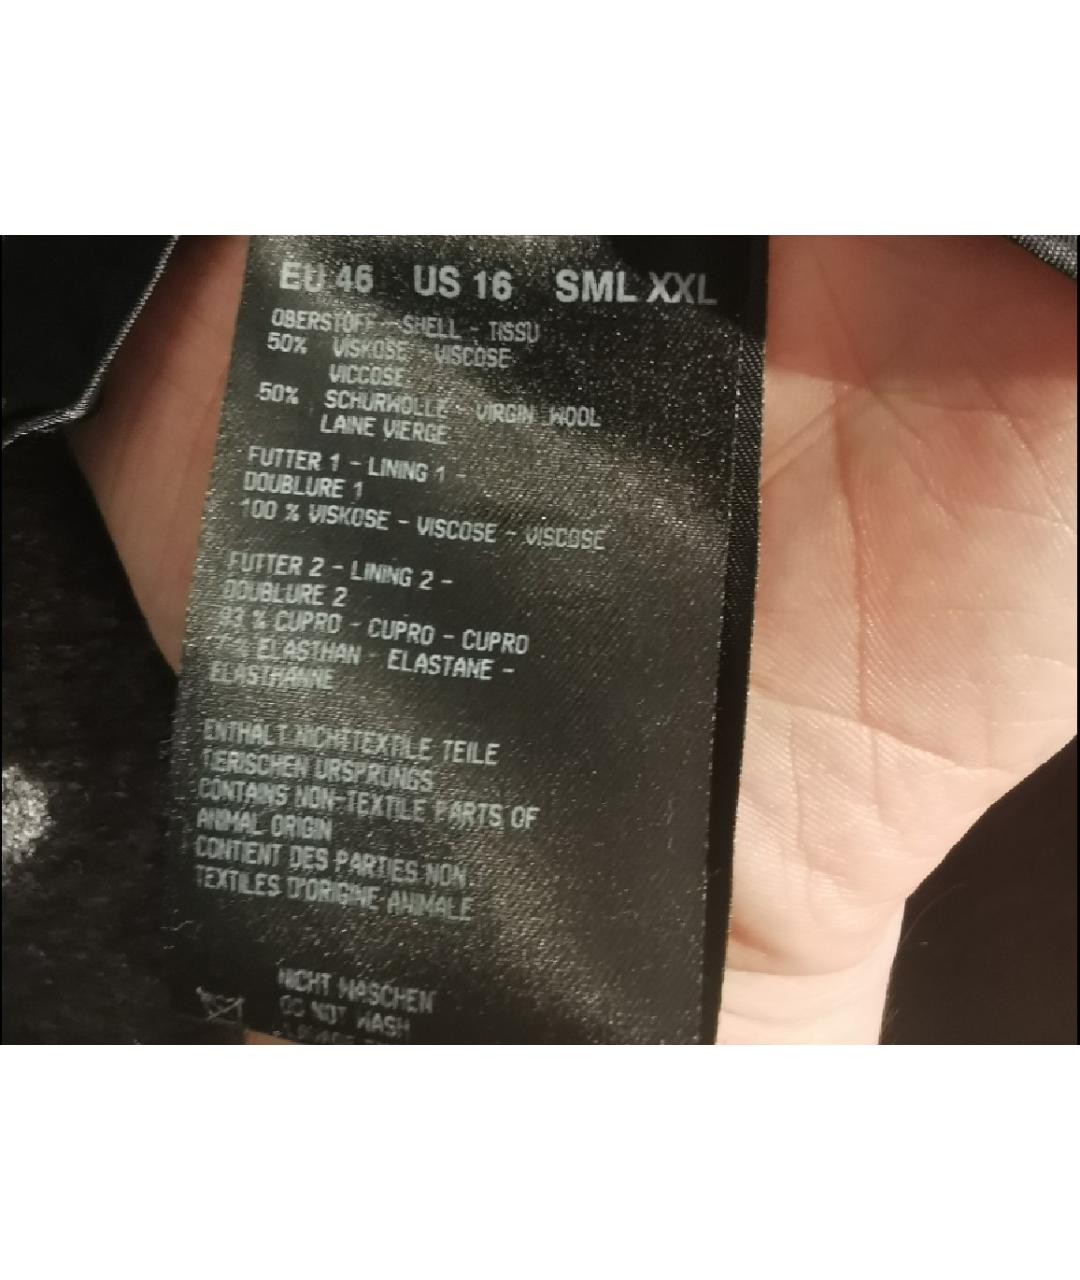 EU 46 US 16 SML XXL
OBERSTOFF - SHELL - TISSU
50% VISKOSE - VISCOSE
VICCOSE
50% SCHURWOLLE - VIRGIN WOOL
LAINE VIERGE
FUTTER 1 - LINING 1 -
DOUBLURE 1
100 % VISKOSE - VISCOSE - VISCOSE
FUTTER 2 - LINING 2 -
DOUBLURE 2
93 % CUPRO - CUPRO - CUPRO
% ELASTHAN ELASTANE -
ELASTHANNE
ENTHÄLT NICHTTEXTILE TEILE
TIERISCHEN URSPRUNGS
CONTAINS NON-TEXTILE PARTS OF
ANIMAL ORIGIN
CONTIENT DES PARTIES NON
TEXTILES D'ORIGINE ANIMALE
NICHT WASCHEN
DO NOT WASH